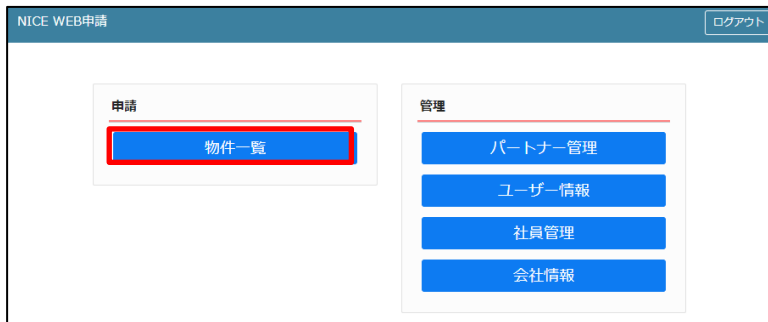 NICE WEB申請
ログアウト
申請
物件一覧
管理
パートナー管理
ユーザー情報
社員管理
会社情報